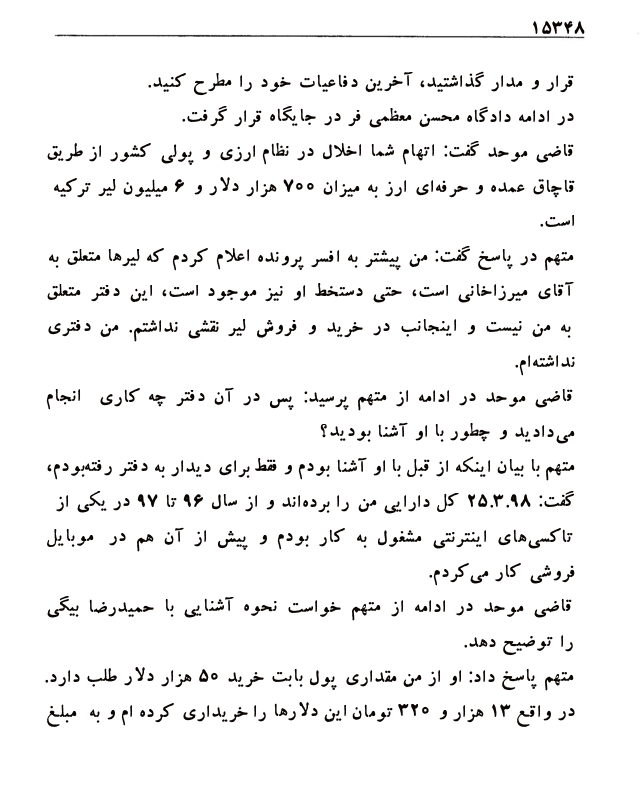 ۱۵۳۴۸
قرار و مدار گذاشتید، آخرین دفاعیات خود را مطرح کنید.
در ادامه دادگاه محسن معظمی فر در جایگاه قرار گرفت.
قاضی موحد گفت: اتهام شما اخلال در نظام ارزی و پولی کشور از طریق
قاچاق عمده و حرفه‌ای ارز به میزان ۷۰۰ هزار دلار و ۶ میلیون لیر ترکیه
است.
متهم در پاسخ گفت: من پیشتر به افسر پرونده اعلام کردم که لیرها متعلق به
آقای میرزاخانی است، حتی دستخط او نیز موجود است، این دفتر متعلق
به من نیست و اینجانب در خرید و فروش لیر نقشی نداشتم. من دفتری
نداشته‌ام.
قاضی موحد در ادامه از متهم پرسید: پس در آن دفتر چه کاری انجام
می‌دادید و چطور با او آشنا بودید؟
متهم با بیان اینکه از قبل با او آشنا بودم و فقط برای دیدار به دفتر رفته‌بودم،
گفت: ۲۵.۳.۹۸ کل دارایی من را برده‌اند و از سال ۹۶ تا ۹۷ در یکی از
تاکسی‌های اینترنتی مشغول به کار بودم و پیش از آن هم در موبایل
فروشی کار می‌کردم.
قاضی موحد در ادامه از متهم خواست نحوه آشنایی با حمیدرضا بیگی
را توضیح دهد.
متهم پاسخ داد: او از من مقداری پول بابت خرید ۵۰ هزار دلار طلب دارد.
در واقع ۱۳ هزار و ۳۲۰ تومان این دلارها را خریداری کرده ام و به مبلغ